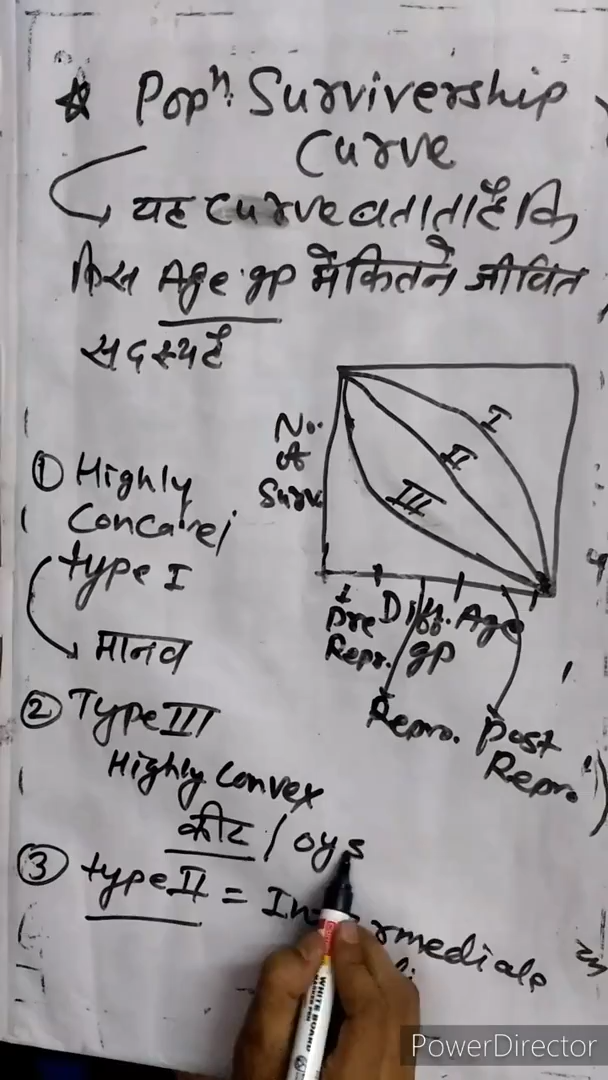 ☆ Popⁿ. Survivership
Curve
यह curve बताता है कि
किस Age gp में कितने जीवित
सदस्य है
① Highly
Concave/
type I
मानव
No.
of
Surv.
I
II
III
Pre Diff. Age
Repr. gp
Repro. Post
Repro.
② Type III
Highly Convex
कीट / oys
③ type II = Intermediate
WHITE BOARD
PowerDirector